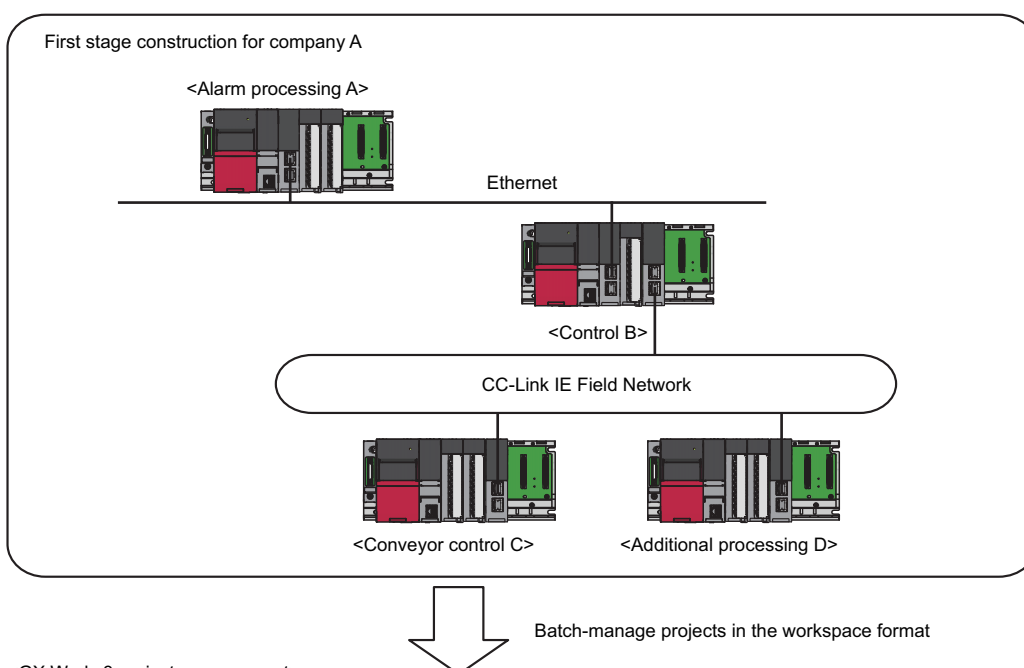 First stage construction for company A
<Alarm processing A>
Ethernet
<Control B>
CC-Link IE Field Network
<Conveyor control C>
<Additional processing D>
Batch-manage projects in the workspace format